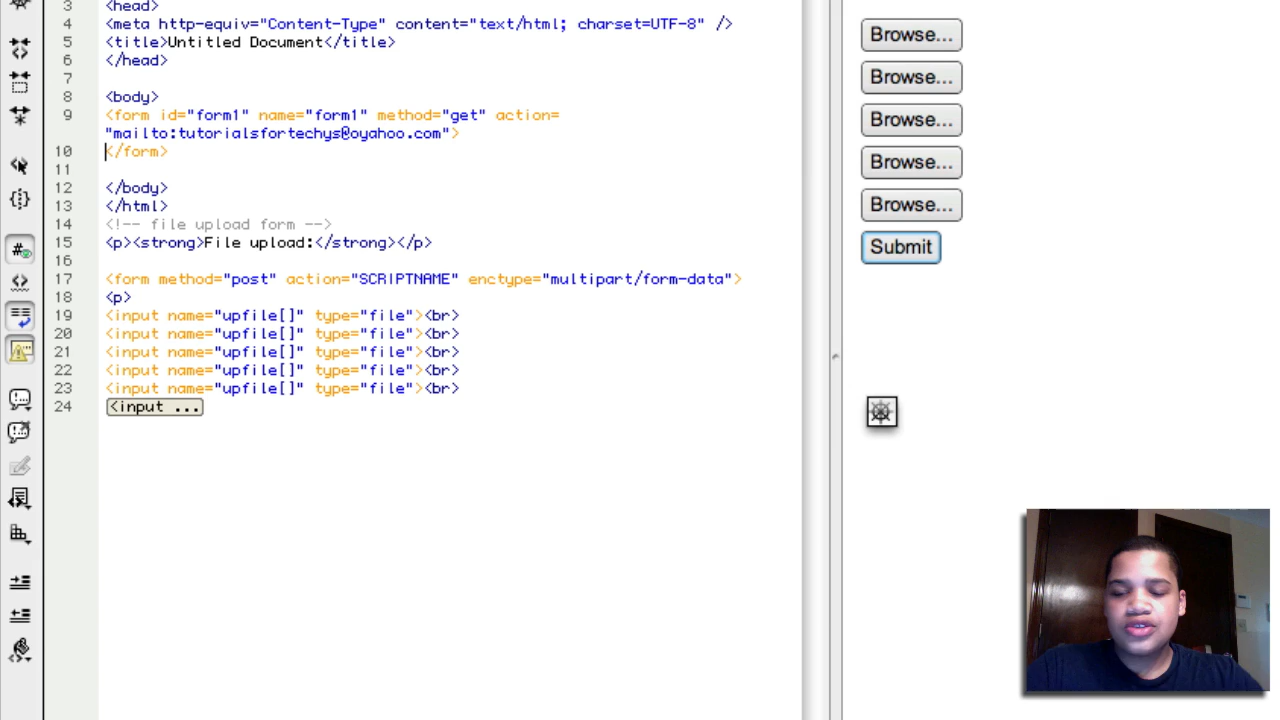 3 <head>
4 <meta http-equiv="Content-Type" content="text/html; charset=UTF-8" />
5 <title>Untitled Document</title>
6 </head>
7
8 <body>
9 <form id="form1" name="form1" method="get" action=
"mailto:tutorialsfortechys@oyahoo.com">
10 </form>
11
12 </body>
13 </html>
14 <!-- file upload form -->
15 <p><strong>File upload:</strong></p>
16
17 <form method="post" action="SCRIPTNAME" enctype="multipart/form-data">
18 <p>
19 <input name="upfile[]" type="file"><br>
20 <input name="upfile[]" type="file"><br>
21 <input name="upfile[]" type="file"><br>
22 <input name="upfile[]" type="file"><br>
23 <input name="upfile[]" type="file"><br>
24 <input ...
Browse...
Browse...
Browse...
Browse...
Browse...
Submit